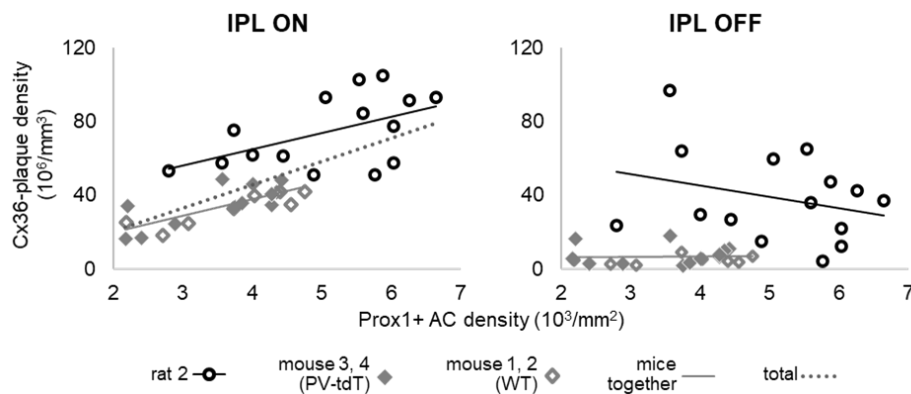 IPL ON
IPL OFF
Cx36-plaque density
(10⁶/mm³)
120
80
40
0
2 3 4 5 6 7
120
80
40
0
2 3 4 5 6 7
Prox1+ AC density (10³/mm²)
rat 2
mouse 3, 4
(PV-tdT)
mouse 1, 2
(WT)
mice
together
total